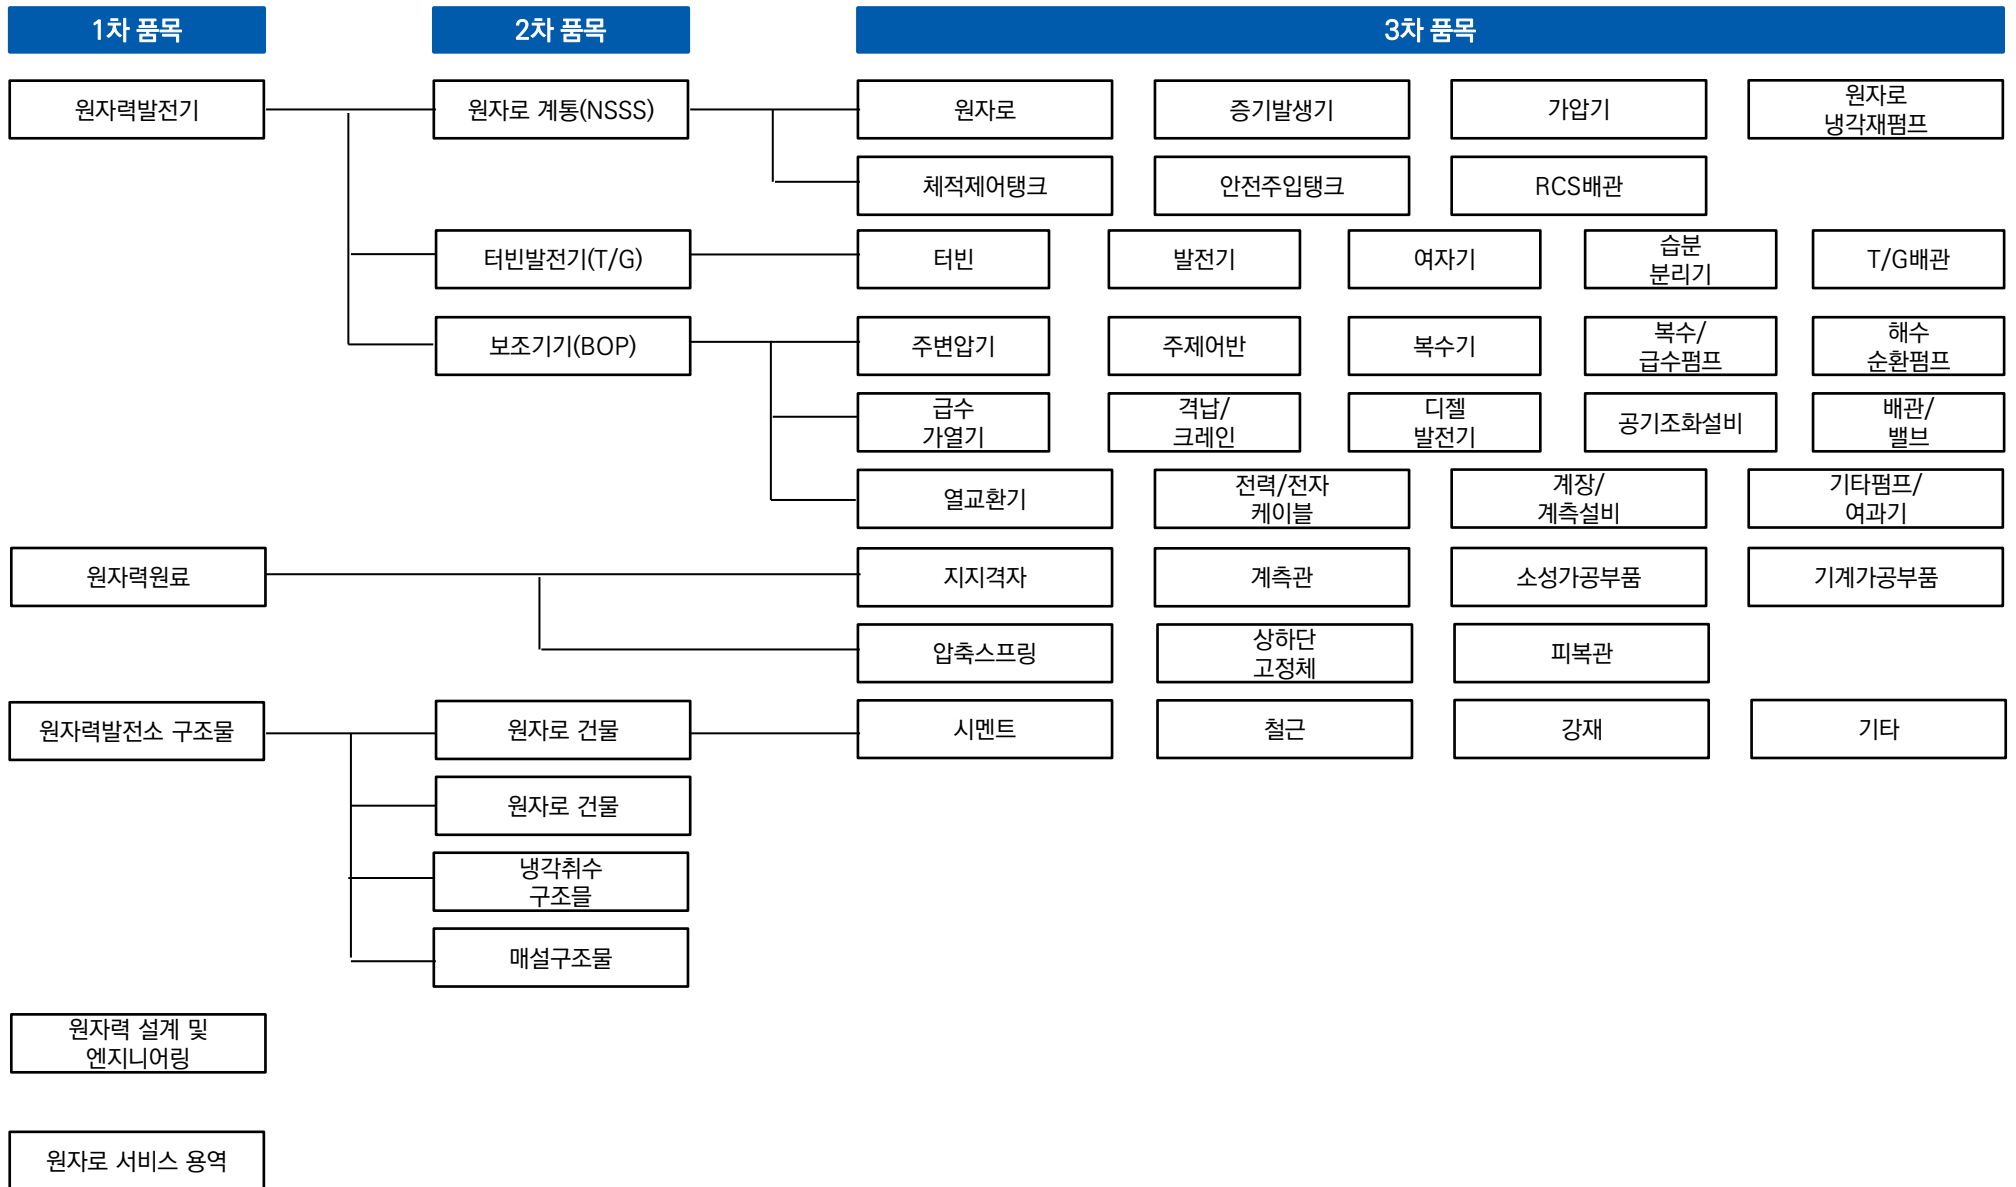 1차 품목
2차 품목
3차 품목
원자력발전기
원자로 계통(NSSS)
원자로
증기발생기
가압기
원자로
냉각재펌프
체적제어탱크
안전주입탱크
RCS배관
터빈발전기(T/G)
터빈
발전기
여자기
습분
분리기
T/G배관
보조기기(BOP)
주변압기
주제어반
복수기
복수/
급수펌프
해수
순환펌프
급수
가열기
격납/
크레인
디젤
발전기
공기조화설비
배관/
밸브
열교환기
전력/전자
케이블
계장/
계측설비
기타펌프/
여과기
원자력원료
지지격자
계측관
소성가공부품
기계가공부품
압축스프링
상하단
고정체
피복관
원자력발전소 구조물
원자로 건물
시멘트
철근
강재
기타
원자로 건물
냉각취수
구조믈
매설구조물
원자력 설계 및
엔지니어링
원자로 서비스 용역